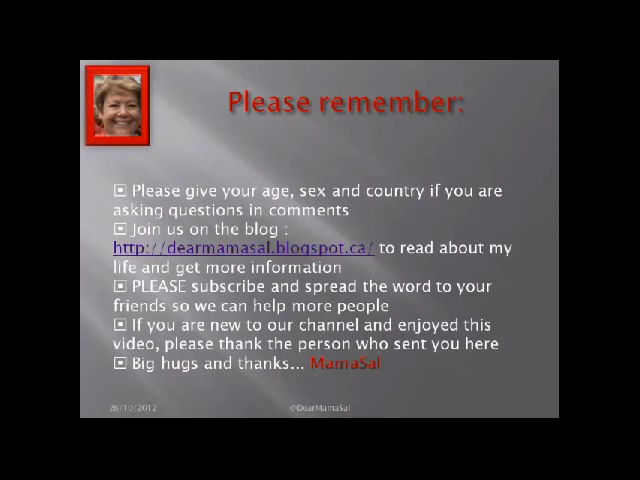 Please remember:
Please give your age, sex and country if you are
asking questions in comments
Join us on the blog :
http://dearmamasal.blogspot.ca/ to read about my
life and get more information
PLEASE subscribe and spread the word to your
friends so we can help more people
If you are new to our channel and enjoyed this
video, please thank the person who sent you here
Big hugs and thanks... MamaSal
26/10/2012 @DearMamaSal